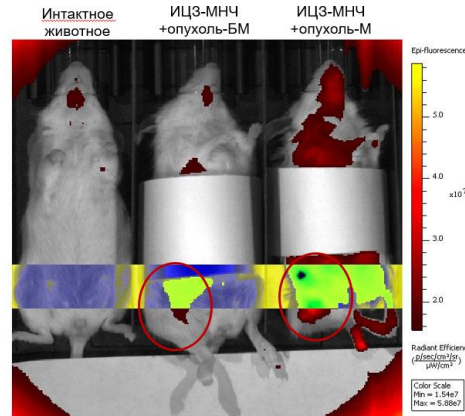 Интактное
животное
ИЦЗ-МНЧ
+опухоль-БМ
ИЦЗ-МНЧ
+опухоль-М
Epi-fluorescence
5.0
4.0
x10⁷
3.0
2.0
Radiant Efficiency
(p/sec/cm²/sr
µW/cm²)
Color Scale
Min = 1.54e7
Max = 5.88e7